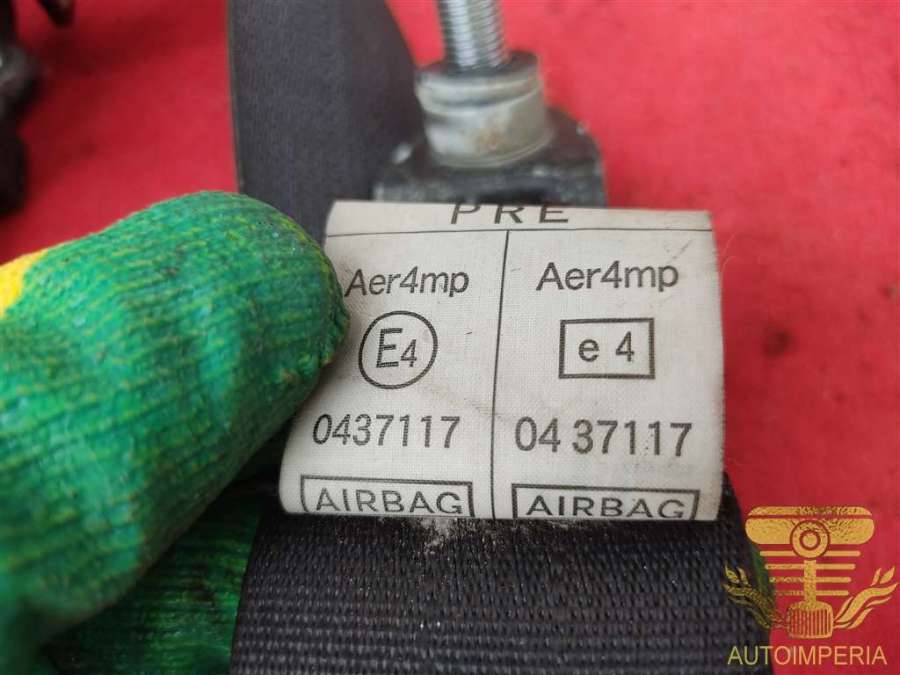 PRE
Aer4mp Aer4mp
E4 e 4
0437117 04 37117
AIRBAG AIRBAG
AUTOIMPERIA